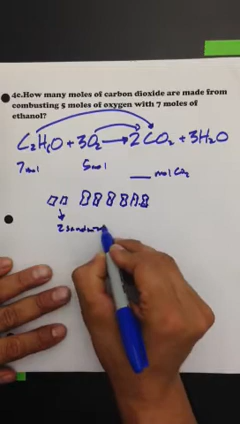 4c.How many moles of carbon dioxide are made from
combusting 5 moles of oxygen with 7 moles of
ethanol?
C₂H₆O + 3O₂ → 2CO₂ + 3H₂O
7mol 5mol ___ mol CO₂